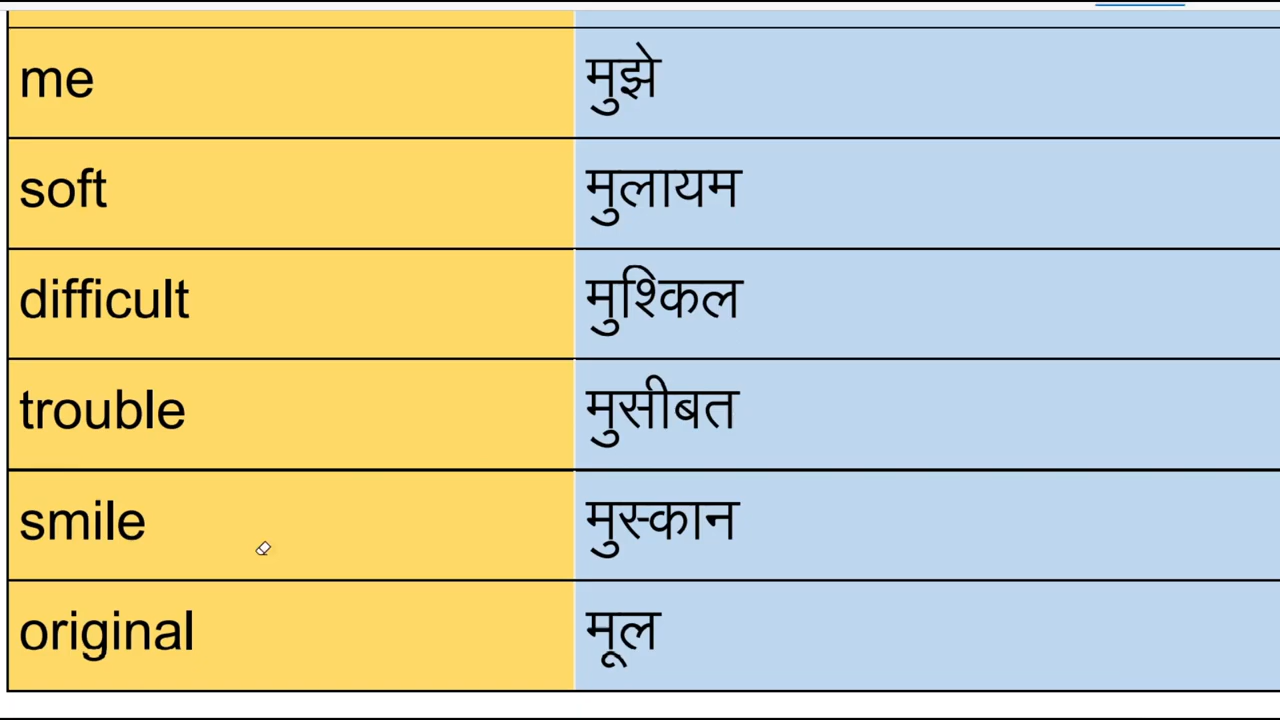 me मुझे
soft मुलायम
difficult मुश्किल
trouble मुसीबत
smile मुस्कान
original मूल